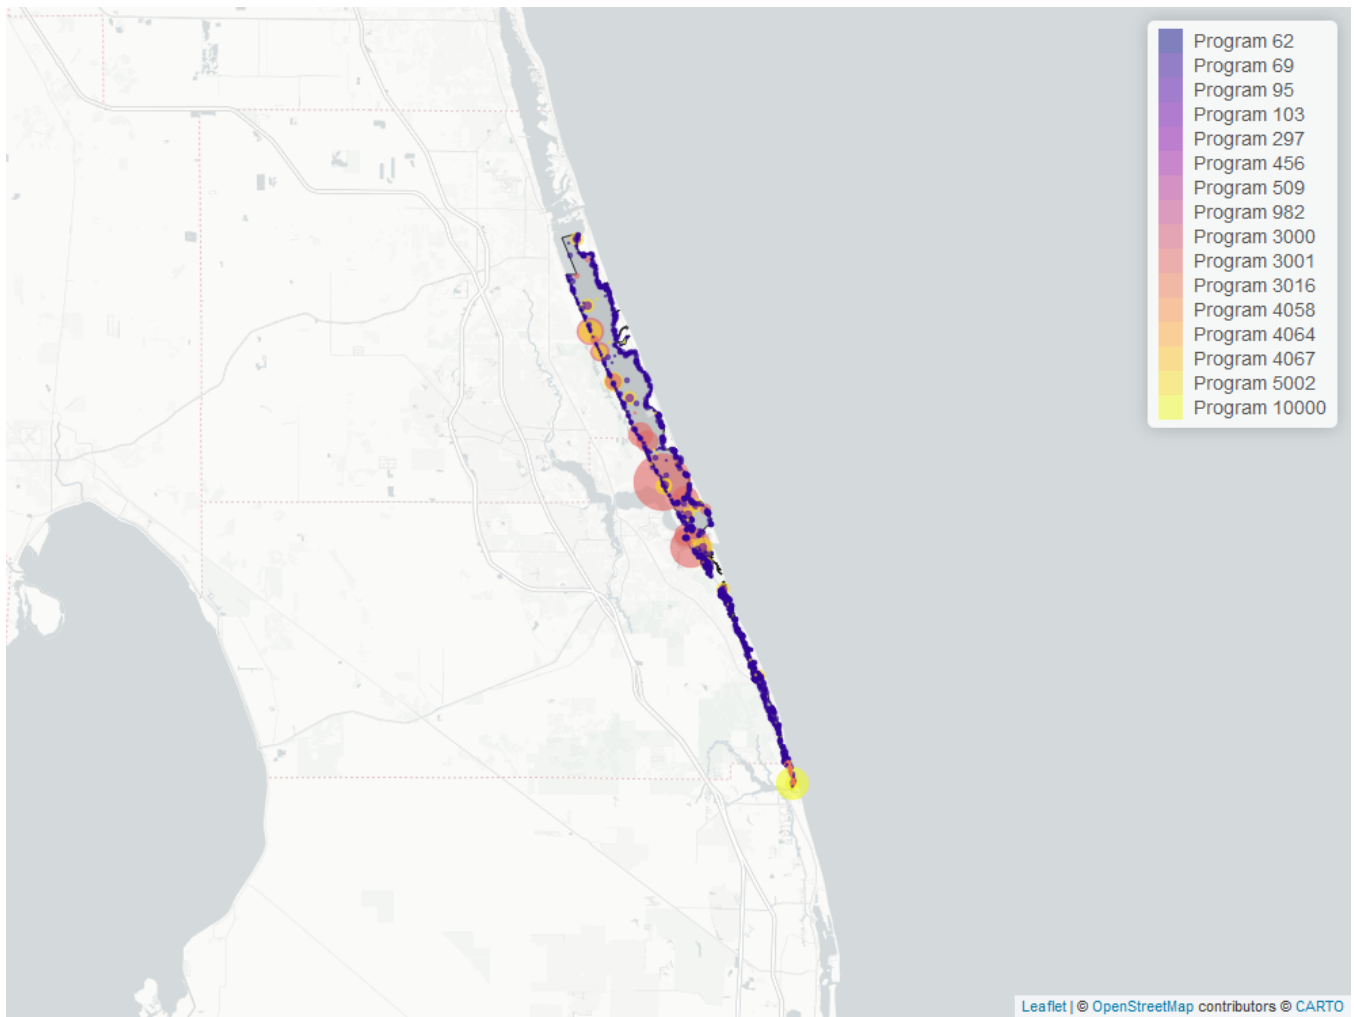 Program 62
Program 69
Program 95
Program 103
Program 297
Program 456
Program 509
Program 982
Program 3000
Program 3001
Program 3016
Program 4058
Program 4064
Program 4067
Program 5002
Program 10000
Leaflet | © OpenStreetMap contributors © CARTO